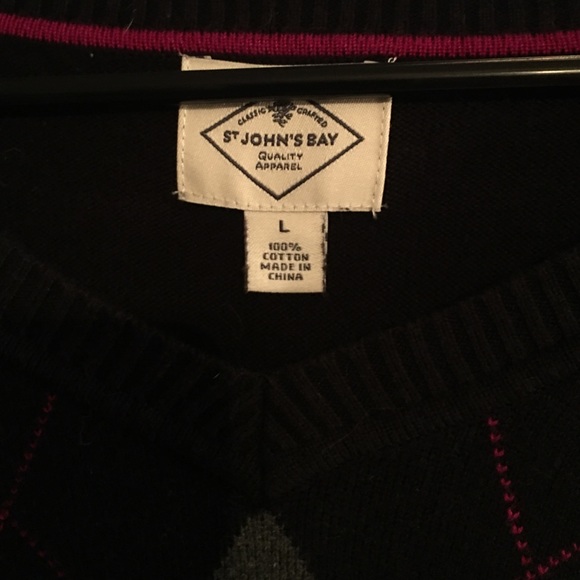 CLASSIC CRAFTED
ST JOHN'S BAY
QUALITY
APPAREL
L
100%
COTTON
MADE IN
CHINA